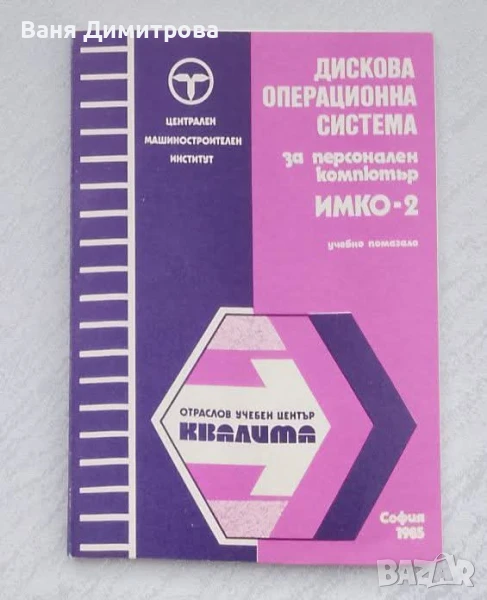 Ваня Димитрова
ЦЕНТРАЛЕН
МАШИНОСТРОИТЕЛЕН
ИНСТИТУТ
ДИСКОВА
ОПЕРАЦИОННА
СИСТЕМА
за персонален
компютър
ИМКО-2
учебно помагало
ОТРАСЛОВ УЧЕБЕН ЦЕНТЪР
КВАЛИМА
София
1985
BAZAR